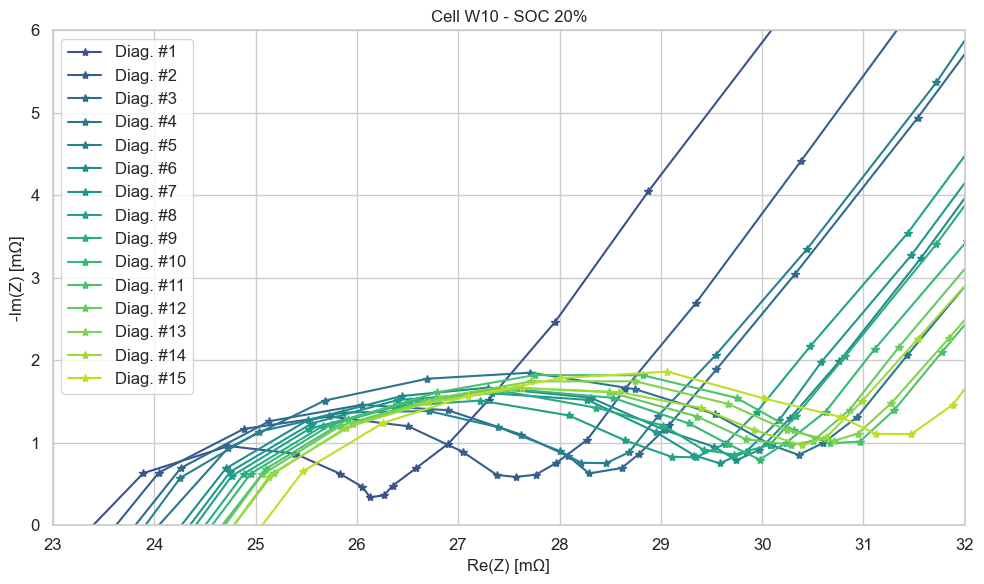 Cell W10 - SOC 20%
6
5
4
3
2
1
0
-Im(Z) [mΩ]
Diag. #1
Diag. #2
Diag. #3
Diag. #4
Diag. #5
Diag. #6
Diag. #7
Diag. #8
Diag. #9
Diag. #10
Diag. #11
Diag. #12
Diag. #13
Diag. #14
Diag. #15
23 24 25 26 27 28 29 30 31 32
Re(Z) [mΩ]